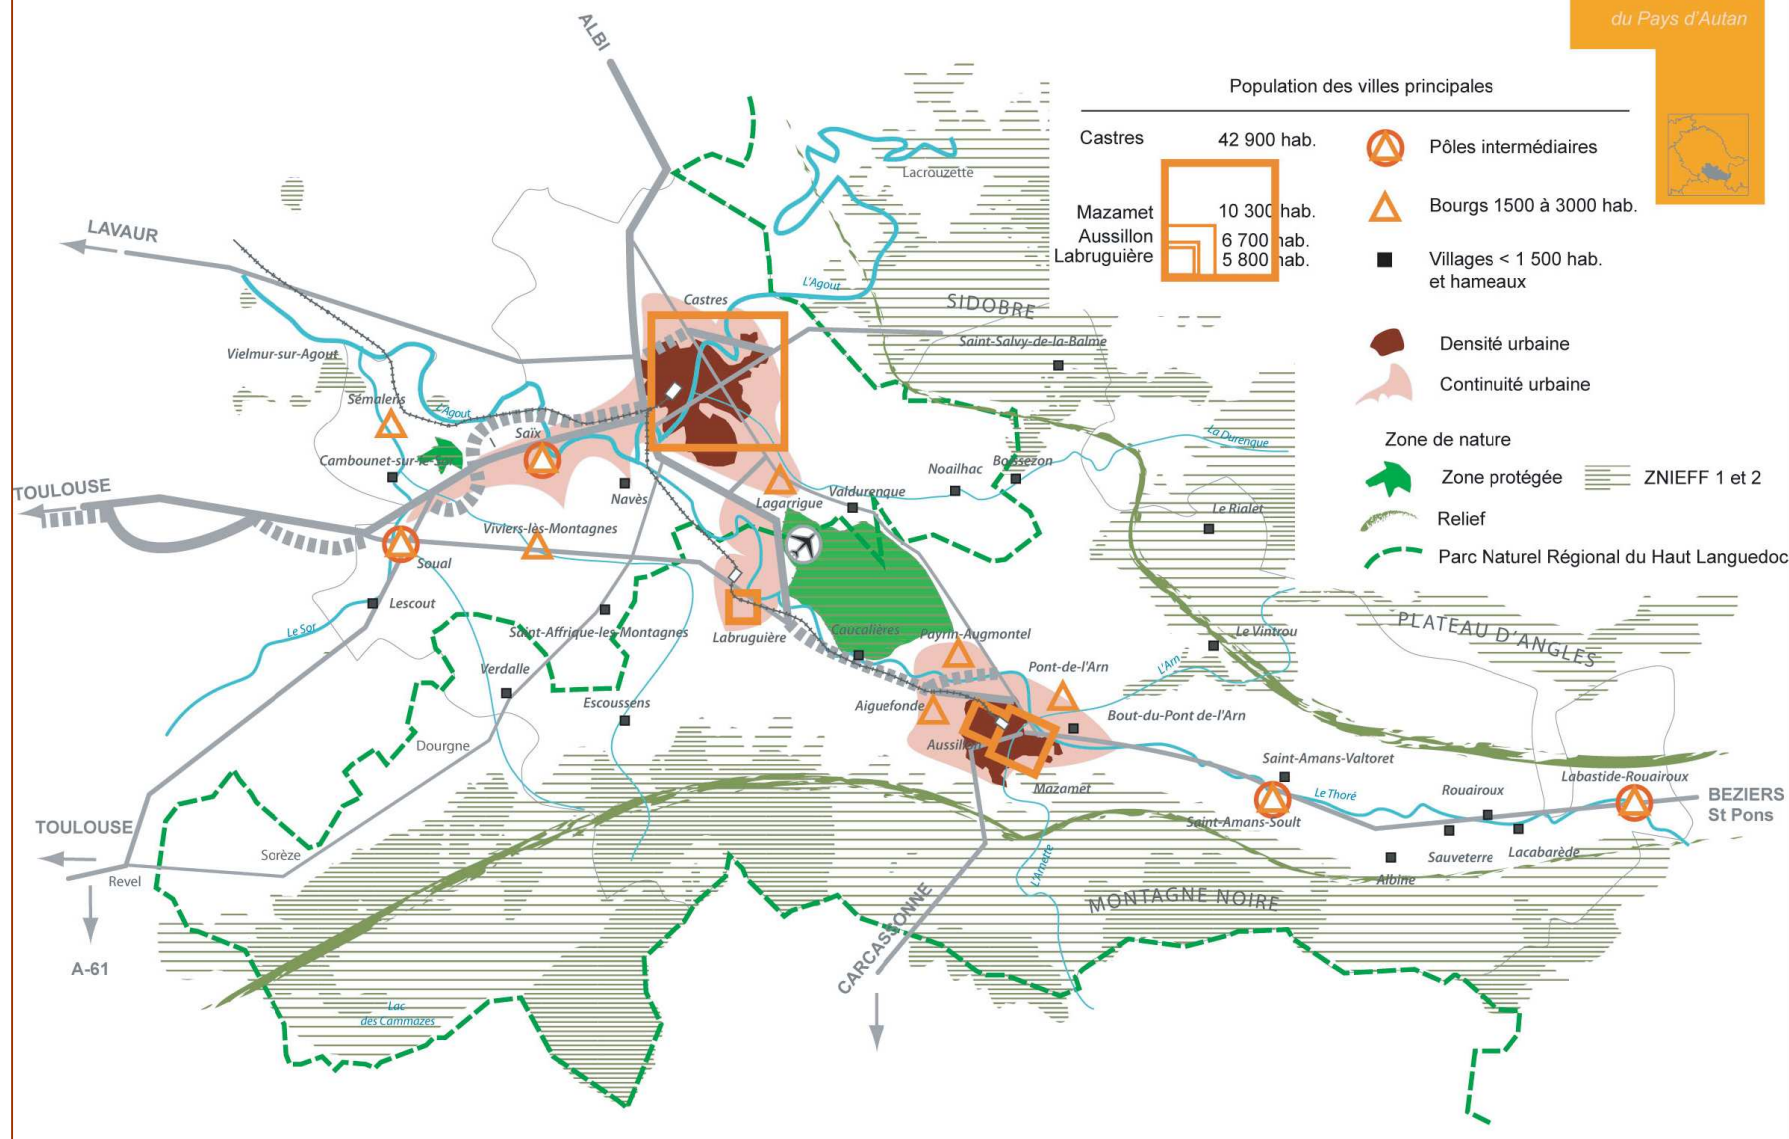 du Pays d'Autan
ALBI
Population des villes principales
Castres 42 900 hab.
Mazamet 10 300 hab.
Aussillon 6 700 hab.
Labruguière 5 800 hab.
Pôles intermédiaires
Bourgs 1500 à 3000 hab.
Villages < 1 500 hab.
et hameaux
Densité urbaine
Continuité urbaine
Zone de nature
Zone protégée
ZNIEFF 1 et 2
Relief
Parc Naturel Régional du Haut Languedoc
Lacrouzette
LAVAUR
L'Agout
Castres
SIDOBRE
Saint-Salvy-de-la-Balme
Vielmur-sur-Agout
Sémalens
L'Agout
Saïx
La Durenque
Cambounet-sur-le-Sor
Noailhac
Boissezon
TOULOUSE
Navès
Lagarrigue
Valdurenque
Le Rialet
Viviers-lès-Montagnes
Soual
Lescout
Le Sor
Saint-Affrique-les-Montagnes
Labruguière
Caucalières
Payrin-Augmontel
Le Vintrou
PLATEAU D'ANGLES
Verdalle
Pont-de-l'Arn
L'Arn
Escoussens
Aiguefonde
Bout-du-Pont de-l'Arn
Dourgne
Aussillon
Saint-Amans-Valtoret
Labastide-Rouairoux
Mazamet
Le Thoré
Rouairoux
BEZIERS
St Pons
TOULOUSE
Saint-Amans-Soult
Sorèze
Sauveterre
Lacabarède
Revel
L'Arnette
Albine
MONTAGNE NOIRE
CARCASSONNE
A-61
Lac
des Cammazes